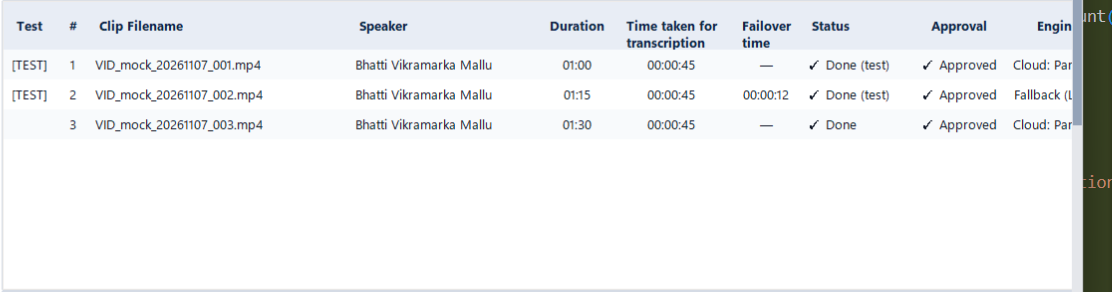 Test # Clip Filename Speaker Duration Time taken for transcription Failover time Status Approval Engin
[TEST] 1 VID_mock_20261107_001.mp4 Bhatti Vikramarka Mallu 01:00 00:00:45 — ✓ Done (test) ✓ Approved Cloud: Par
[TEST] 2 VID_mock_20261107_002.mp4 Bhatti Vikramarka Mallu 01:15 00:00:45 00:00:12 ✓ Done (test) ✓ Approved Fallback (L
3 VID_mock_20261107_003.mp4 Bhatti Vikramarka Mallu 01:30 00:00:45 — ✓ Done ✓ Approved Cloud: Par